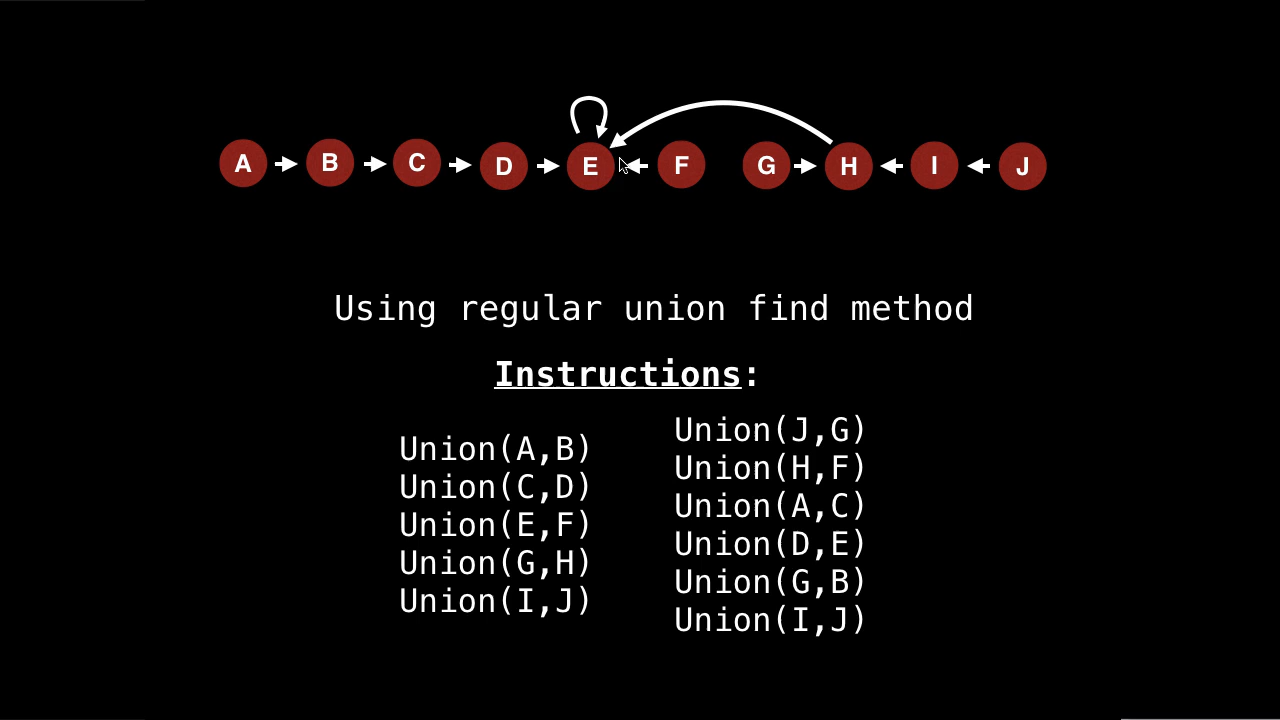 A B C D E F G H I J
Using regular union find method
Instructions:
Union(A,B)
Union(C,D)
Union(E,F)
Union(G,H)
Union(I,J)
Union(J,G)
Union(H,F)
Union(A,C)
Union(D,E)
Union(G,B)
Union(I,J)